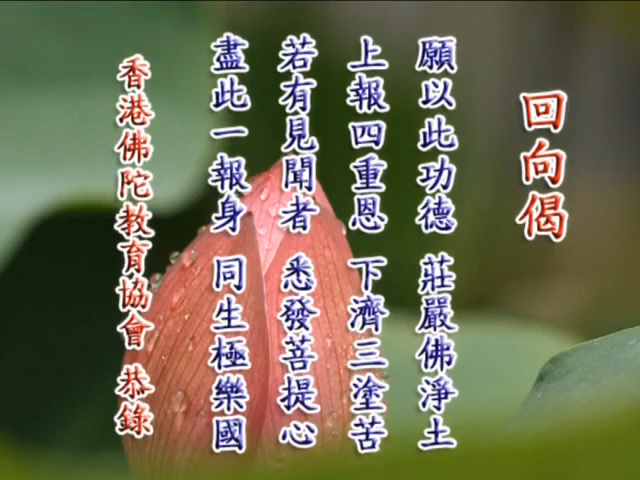 回向偈
願以此功德 莊嚴佛淨土
上報四重恩 下濟三塗苦
若有見聞者 悉發菩提心
盡此一報身 同生極樂國
香港佛陀教育協會 恭錄